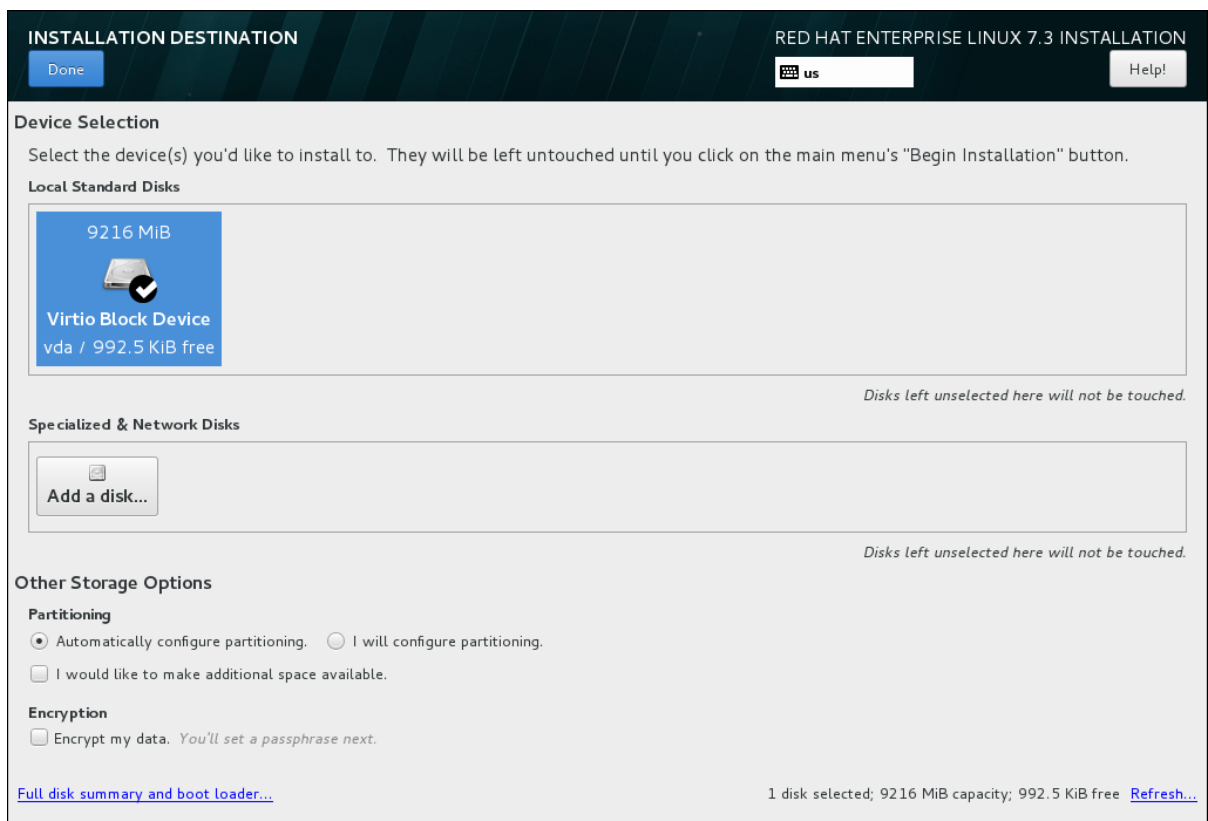 INSTALLATION DESTINATION
RED HAT ENTERPRISE LINUX 7.3 INSTALLATION
Done
us
Help!
Device Selection
Select the device(s) you'd like to install to.  They will be left untouched until you click on the main menu's "Begin Installation" button.
Local Standard Disks
9216 MiB
Virtio Block Device
vda / 992.5 KiB free
Disks left unselected here will not be touched.
Specialized & Network Disks
Add a disk...
Disks left unselected here will not be touched.
Other Storage Options
Partitioning
Automatically configure partitioning. I will configure partitioning.
I would like to make additional space available.
Encryption
Encrypt my data. You'll set a passphrase next.
Full disk summary and boot loader... 1 disk selected; 9216 MiB capacity; 992.5 KiB free Refresh...